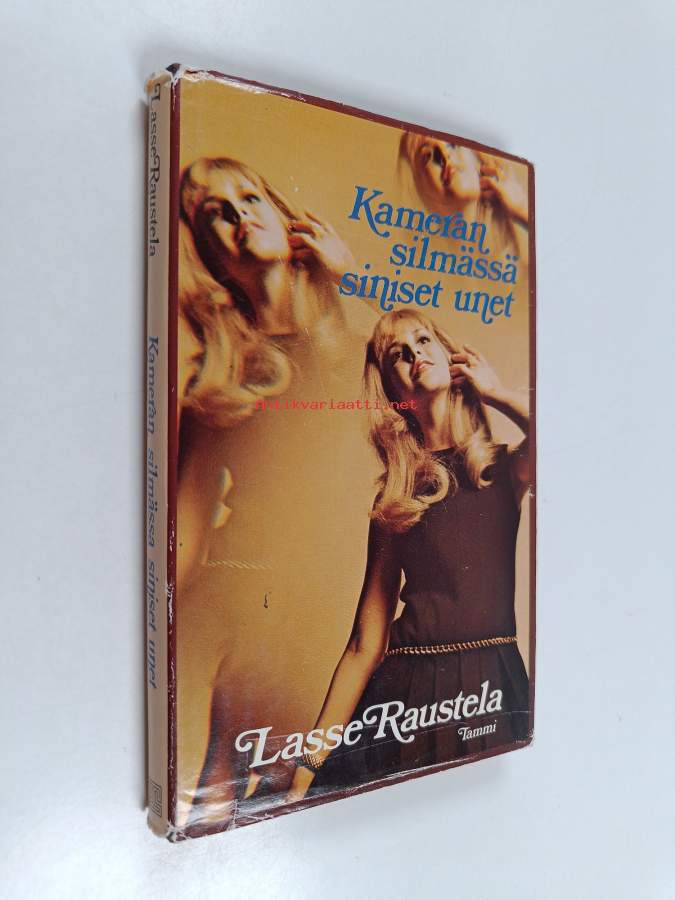 Lasse Raustela
Kameran silmässä siniset unet
Kameran
silmässä
siniset unet
Antikvariaatti.net
Lasse Raustela
Tammi